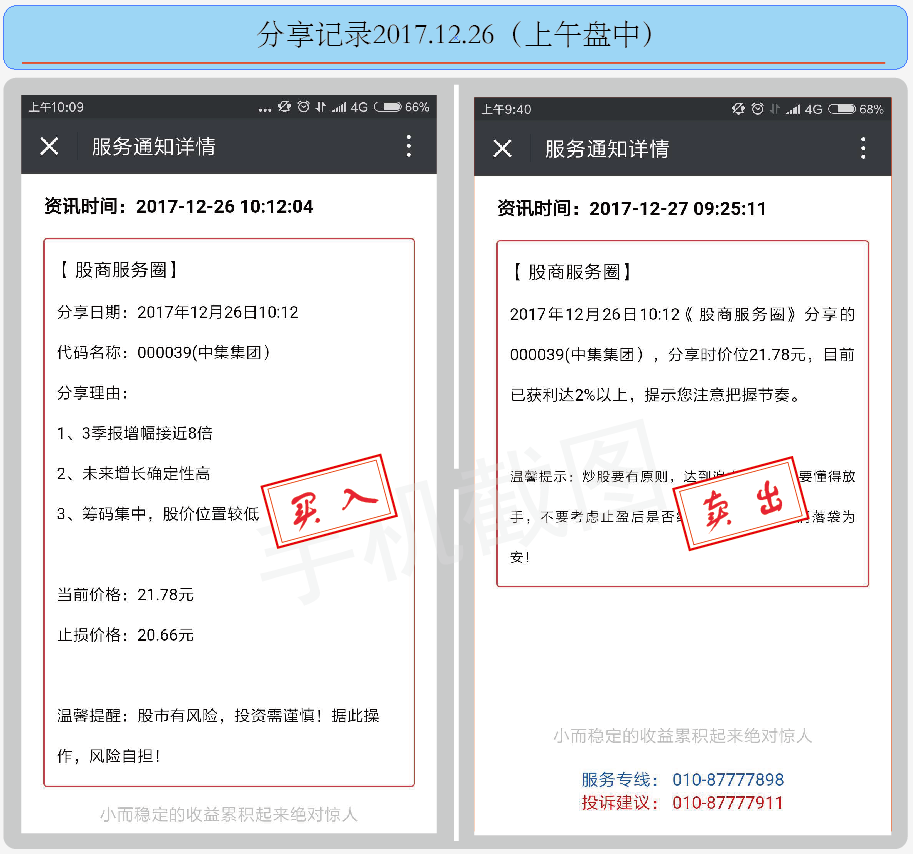 分享记录2017.12.26（上午盘中）
上午10:09
... 4G 66%
服务通知详情
资讯时间：2017-12-26 10:12:04
【 股商服务圈】
分享日期：2017年12月26日10:12
代码名称：000039(中集集团）
分享理由：
1、3季报增幅接近8倍
2、未来增长确定性高
3、筹码集中，股价位置较低
买入
当前价格：21.78元
止损价格：20.66元
温馨提醒：股市有风险，投资需谨慎！据此操
作，风险自担！
小而稳定的收益累积起来绝对惊人
上午9:40
4G 68%
服务通知详情
资讯时间：2017-12-27 09:25:11
【 股商服务圈】
2017年12月26日10:12《 股商服务圈》分享的
000039(中集集团），分享时价位21.78元，目前
已获利达2%以上，提示您注意把握节奏。
温馨提示：炒股要有原则，达到 要懂得放
手，不要考虑止盈后是否 落袋为
安！
卖出
小而稳定的收益累积起来绝对惊人
服务专线： 010-87777898
投诉建议： 010-87777911
手机截图